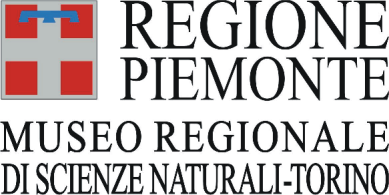 REGIONE
PIEMONTE
MUSEO REGIONALE
DI SCIENZE NATURALI-TORINO